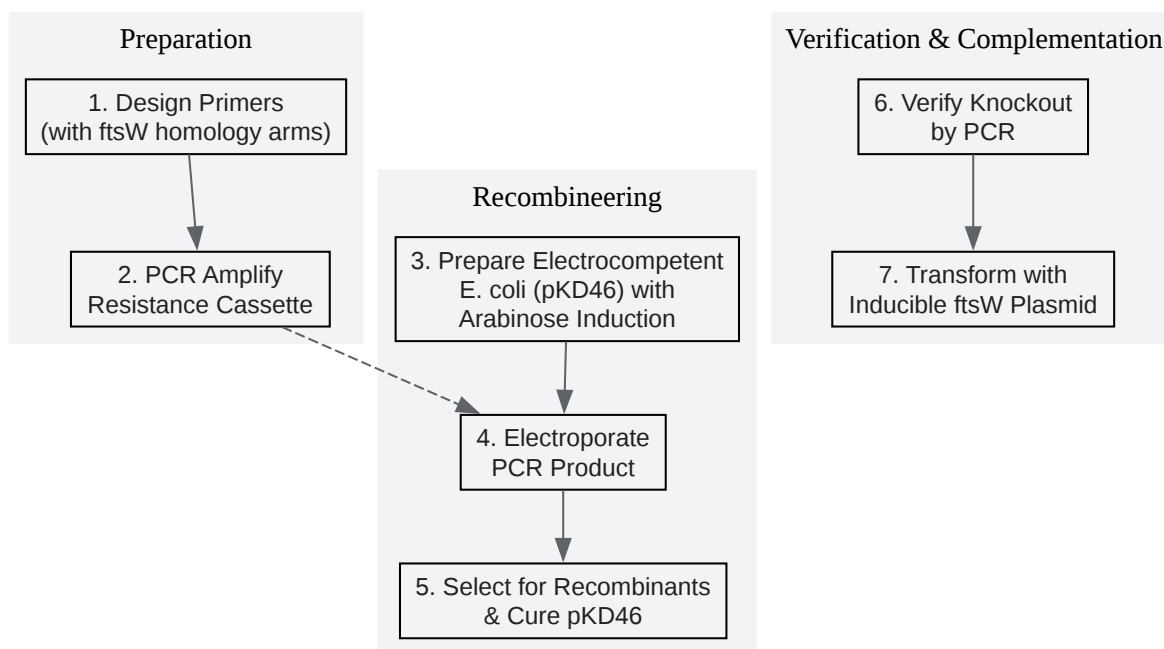 Preparation
1. Design Primers
(with ftsW homology arms)
2. PCR Amplify
Resistance Cassette
Recombineering
3. Prepare Electrocompetent
E. coli (pKD46) with
Arabinose Induction
4. Electroporate
PCR Product
5. Select for Recombinants
& Cure pKD46
Verification & Complementation
6. Verify Knockout
by PCR
7. Transform with
Inducible ftsW Plasmid